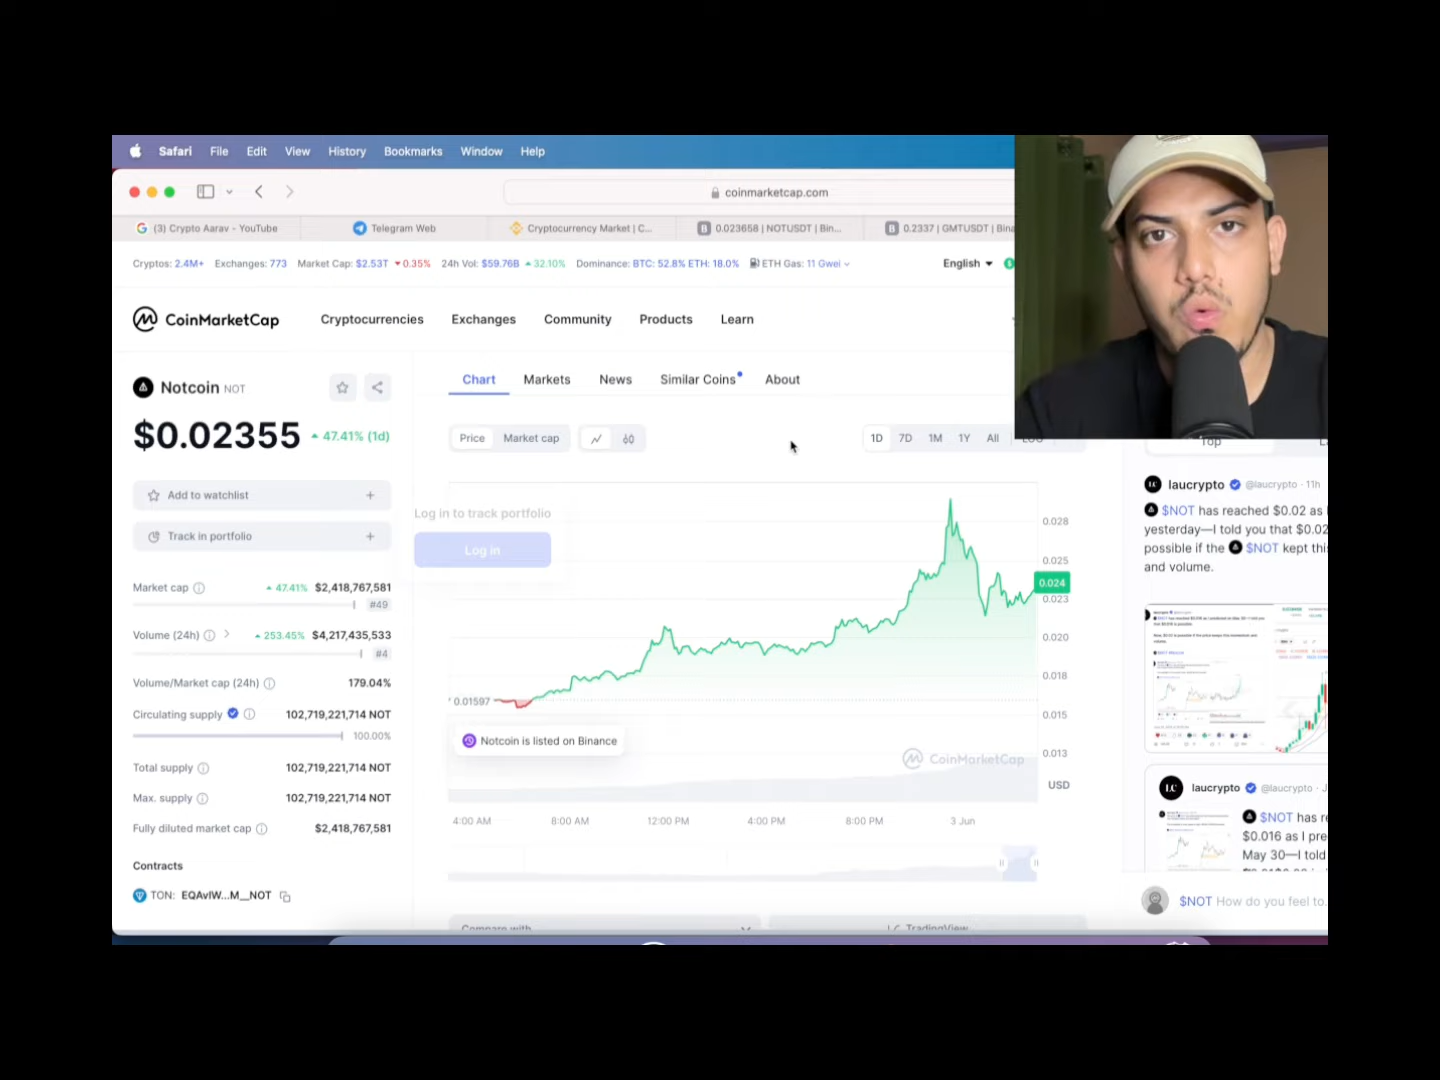 Safari File Edit View History Bookmarks Window Help
coinmarketcap.com
(3) Crypto Aarav - YouTube Telegram Web Cryptocurrency Market | C... 0.023658 | NOTUSDT | Bin... 0.2337 | GMTUSDT | Bina
Cryptos: 2.4M+ Exchanges: 773 Market Cap: $2.53T 0.35% 24h Vol: $59.76B 32.10% Dominance: BTC: 52.8% ETH: 18.0% ETH Gas: 11 Gwei English
CoinMarketCap Cryptocurrencies Exchanges Community Products Learn
Chart Markets News Similar Coins About
Notcoin NOT
$0.02355 47.41% (1d)
Price Market cap 1D 7D 1M 1Y All LOG
Top
Add to watchlist +
Track in portfolio +
Log in to track portfolio
Log in
Market cap 47.41% $2,418,767,581
#49
Volume (24h) 253.45% $4,217,435,533
#4
Volume/Market cap (24h) 179.04%
Circulating supply 102,719,221,714 NOT
100.00%
Total supply 102,719,221,714 NOT
Max. supply 102,719,221,714 NOT
Fully diluted market cap $2,418,767,581
Contracts
TON: EQAvlW...M__NOT
0.028
0.025
0.024
0.023
0.020
0.018
0.015
0.013
0.01597
Notcoin is listed on Binance
CoinMarketCap
USD
4:00 AM 8:00 AM 12:00 PM 4:00 PM 8:00 PM 3 Jun
Compare with TradingView
laucrypto @laucrypto · 11h
$NOT has reached $0.02 as I
yesterday—I told you that $0.02
possible if the $NOT kept this
and volume.
laucrypto @laucrypto · J
$NOT has re
$0.016 as I pre
May 30—I told
$NOT How do you feel to